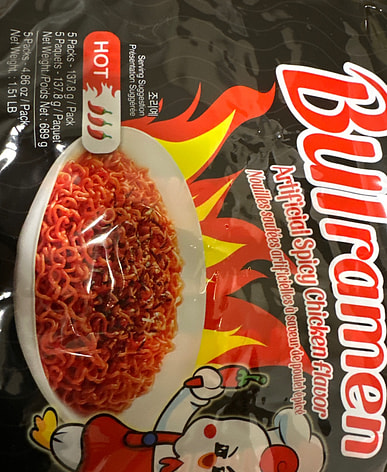 Bulramen
Artificial Spicy Chicken flavor
Nouilles sautées artificielles à saveur de poulet épicé
조리예
Serving Suggestion
Présentation Suggérée
HOT
5 Packs - 137.8 g / Pack
5 Paquets - 137.8 g / Paquet
Net Weight /Poids Net : 689 g
5 Packs - 4.86 oz / Pack
Net Weight : 1.51 LB